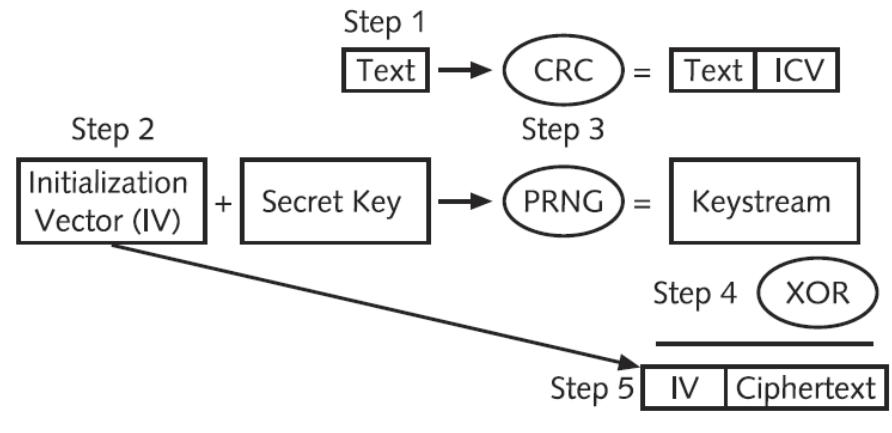 Step 1
Text CRC = Text ICV
Step 2 Step 3
Initialization
Vector (IV) + Secret Key PRNG = Keystream
Step 4 XOR
Step 5 IV Ciphertext